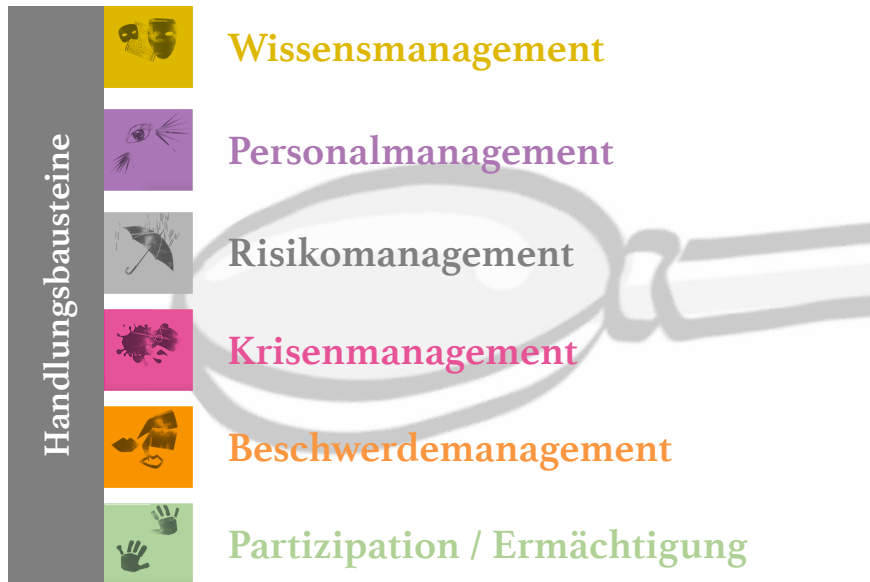 Handlungsbausteine
Wissensmanagement
Personalmanagement
Risikomanagement
Krisenmanagement
Beschwerdemanagement
Partizipation / Ermächtigung